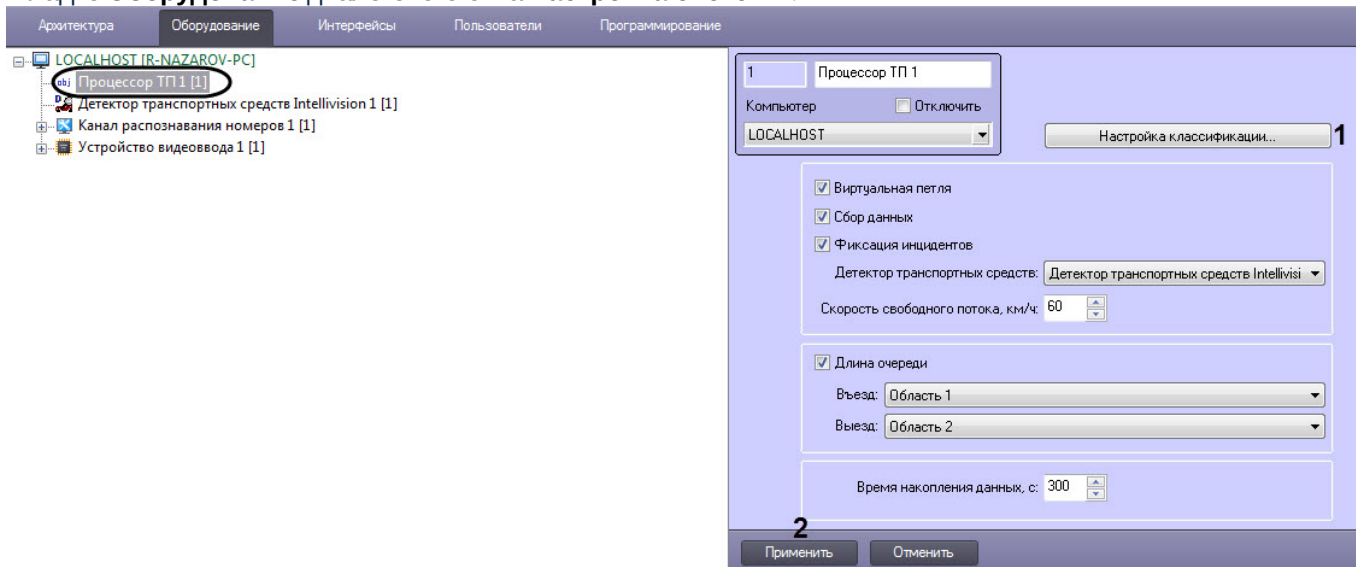 Архитектура Оборудование Интерфейсы Пользователи Программирование
LOCALHOST [R-NAZAROV-PC]
obj Процессор ТП 1 [1]
Детектор транспортных средств Intellivision 1 [1]
Канал распознавания номеров 1 [1]
Устройство видеоввода 1 [1]
1 Процессор ТП 1
Компьютер Отключить
LOCALHOST
Настройка классификации... 1
Виртуальная петля
Сбор данных
Фиксация инцидентов
Детектор транспортных средств: Детектор транспортных средств Intellivisi
Скорость свободного потока, км/ч: 60
Длина очереди
Въезд: Область 1
Выезд: Область 2
Время накопления данных, с: 300
2
Применить Отменить